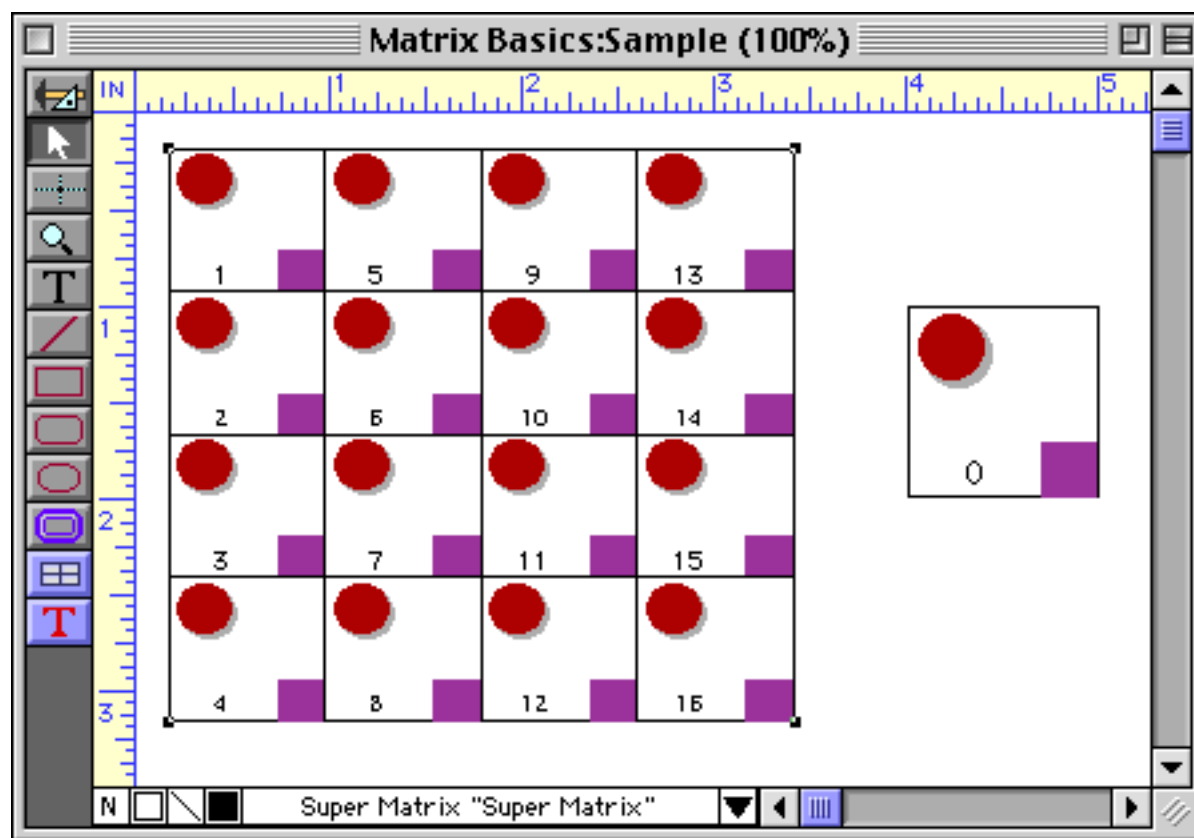 Matrix Basics:Sample (100%)
IN 1 2 3 4 5
T
1 5 9 13
1
2 6 10 14
0
2
3 7 11 15
T
4 8 12 16
3
N Super Matrix "Super Matrix"